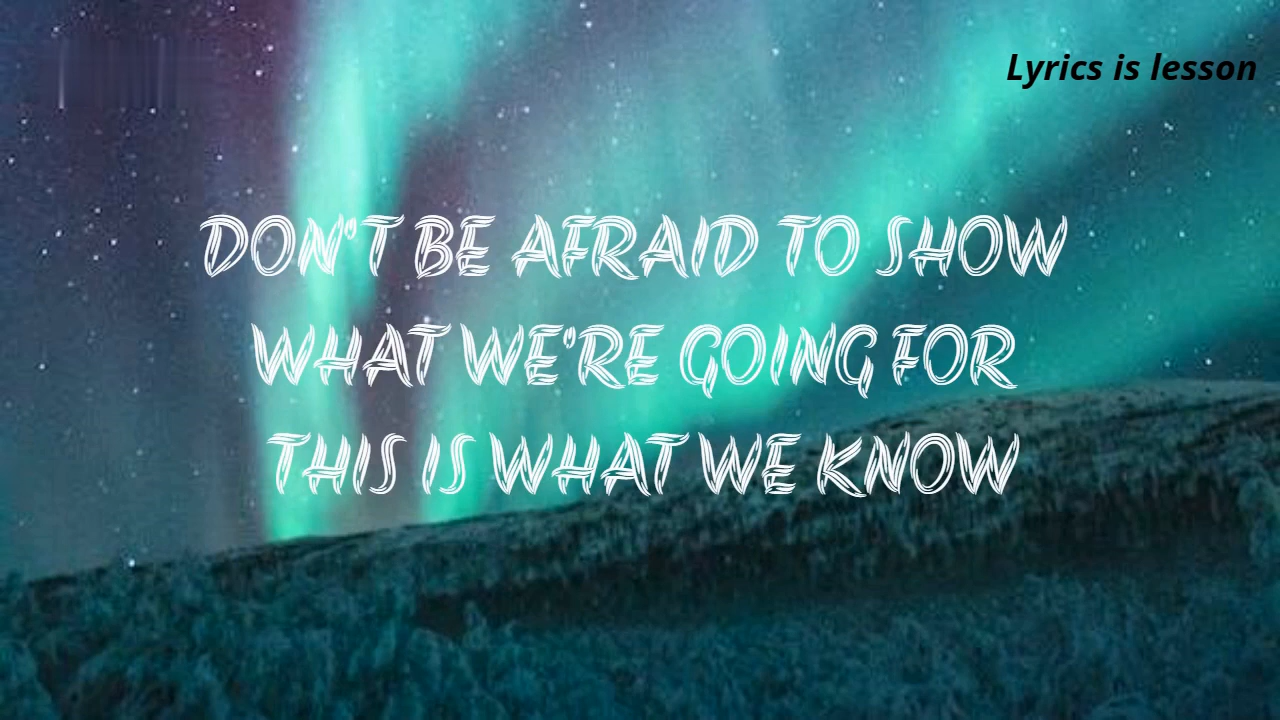 Lyrics is lesson
DON'T BE AFRAID TO SHOW
WHAT WE'RE GOING FOR
THIS IS WHAT WE KNOW